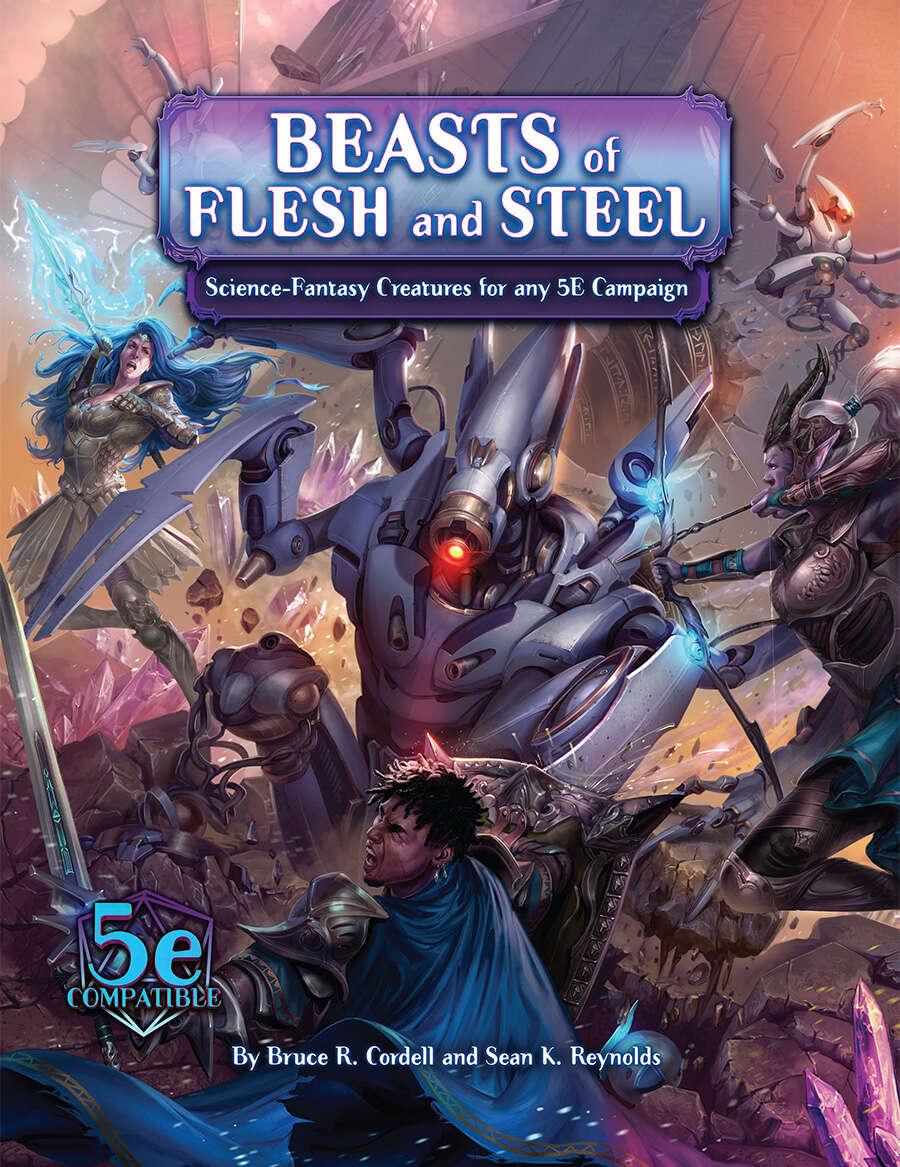 BEASTS of
FLESH and STEEL
Science-Fantasy Creatures for any 5E Campaign
5e
COMPATIBLE
By Bruce R. Cordell and Sean K. Reynolds